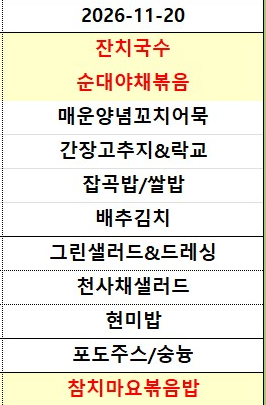 2026-11-20
잔치국수
순대야채볶음
매운양념꼬치어묵
간장고추지&락교
잡곡밥/쌀밥
배추김치
그린샐러드&드레싱
천사채샐러드
현미밥
포도주스/숭늉
참치마요볶음밥